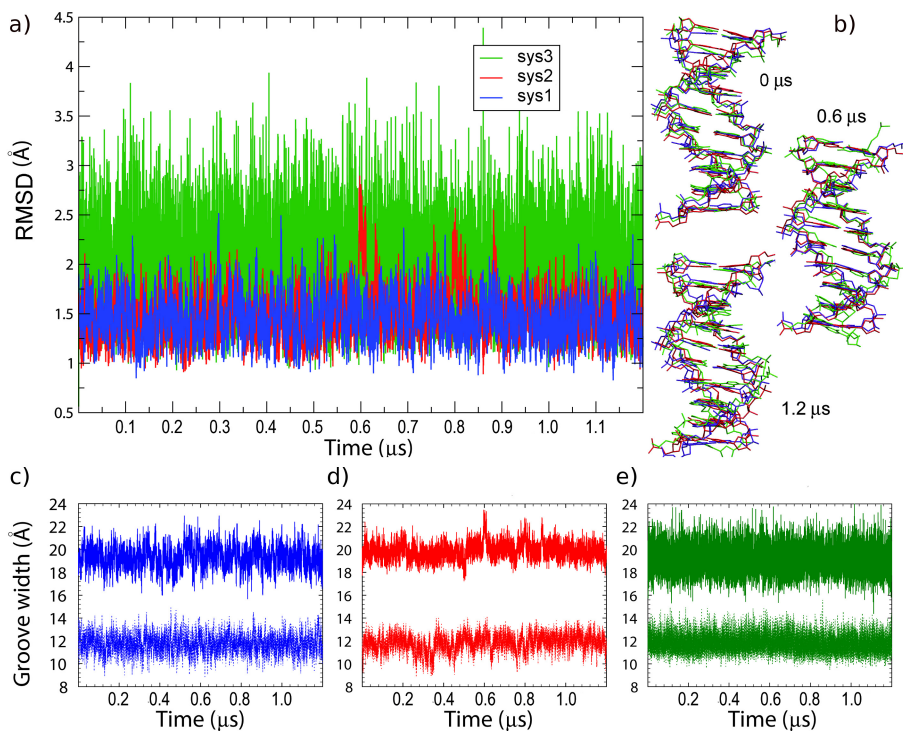 a)
b)
RMSD (Å)
4.5
4
3.5
3
2.5
2
1.5
1
0.5
sys3
sys2
sys1
0.1 0.2 0.3 0.4 0.5 0.6 0.7 0.8 0.9 1.0 1.1
Time (μs)
0 μs
0.6 μs
1.2 μs
c)
d)
e)
Groove width (Å)
24
22
20
18
16
14
12
10
8
0.2 0.4 0.6 0.8 1.0
Time (μs)
24
22
20
18
16
14
12
10
8
0.2 0.4 0.6 0.8 1.0
Time (μs)
24
22
20
18
16
14
12
10
8
0.2 0.4 0.6 0.8 1.0
Time (μs)